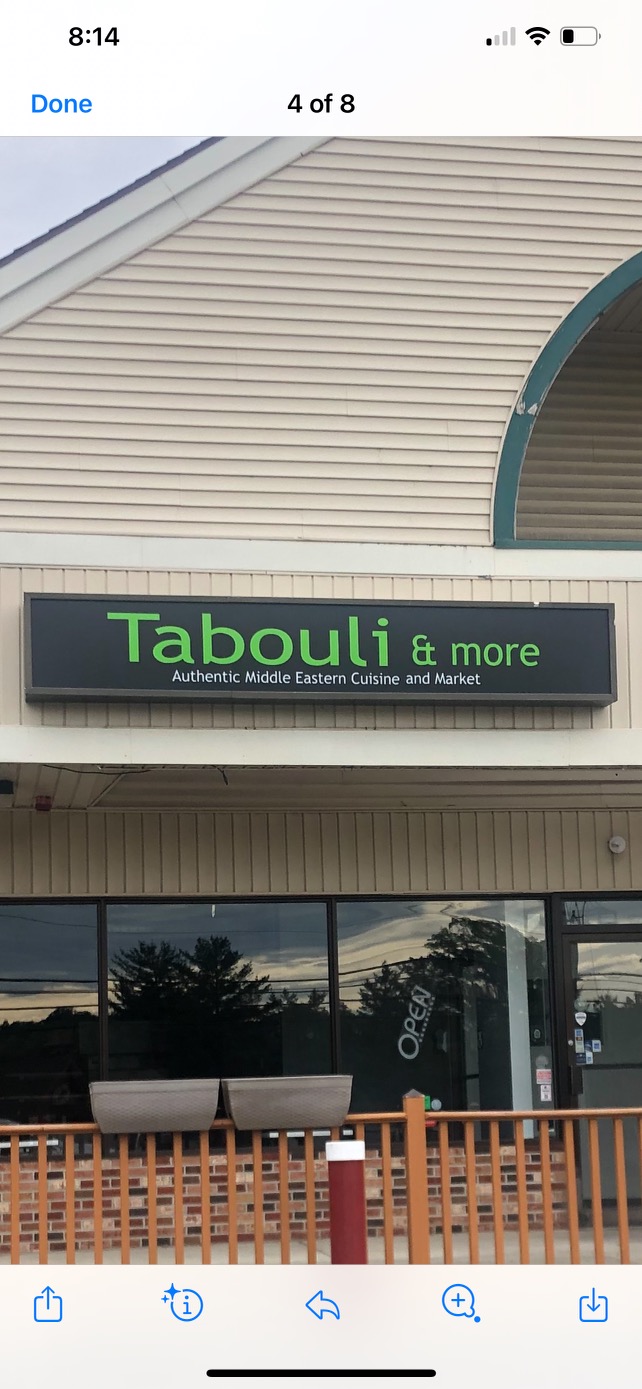 8:14
Done
4 of 8
Tabouli & more
Authentic Middle Eastern Cuisine and Market
OPEN